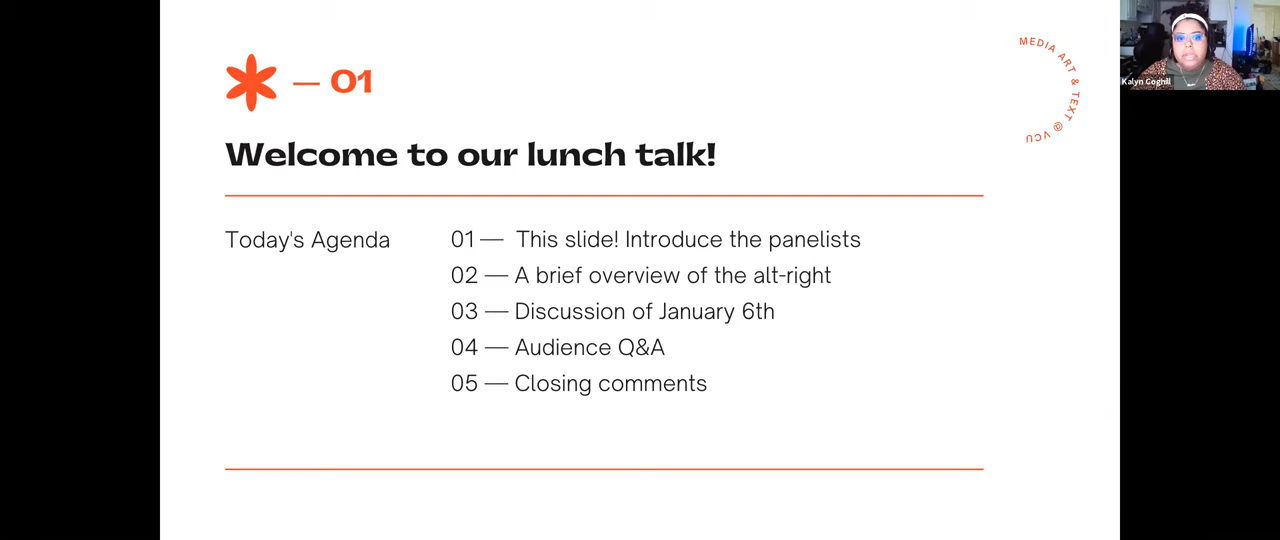 — 01
MEDIA ART & TEXT @ VCU
Kalyn Coghill
Welcome to our lunch talk!
Today's Agenda
01 — This slide! Introduce the panelists
02 — A brief overview of the alt-right
03 — Discussion of January 6th
04 — Audience Q&A
05 — Closing comments